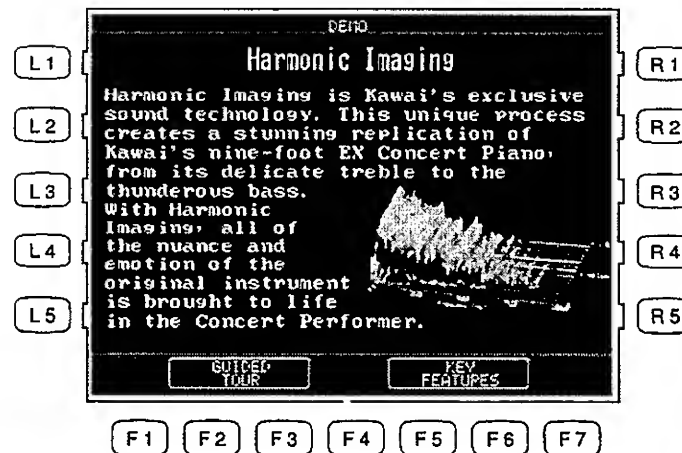 DEMO
Harmonic Imaging
Harmonic Imaging is Kawai's exclusive
sound technology. This unique process
creates a stunning replication of
Kawai's nine-foot EX Concert Piano,
from its delicate treble to the
thunderous bass.
With Harmonic
Imaging, all of
the nuance and
emotion of the
original instrument
is brought to life
in the Concert Performer.
GUIDED
TOUR
KEY
FEATURES
L1
L2
L3
L4
L5
R1
R2
R3
R4
R5
F1 F2 F3 F4 F5 F6 F7